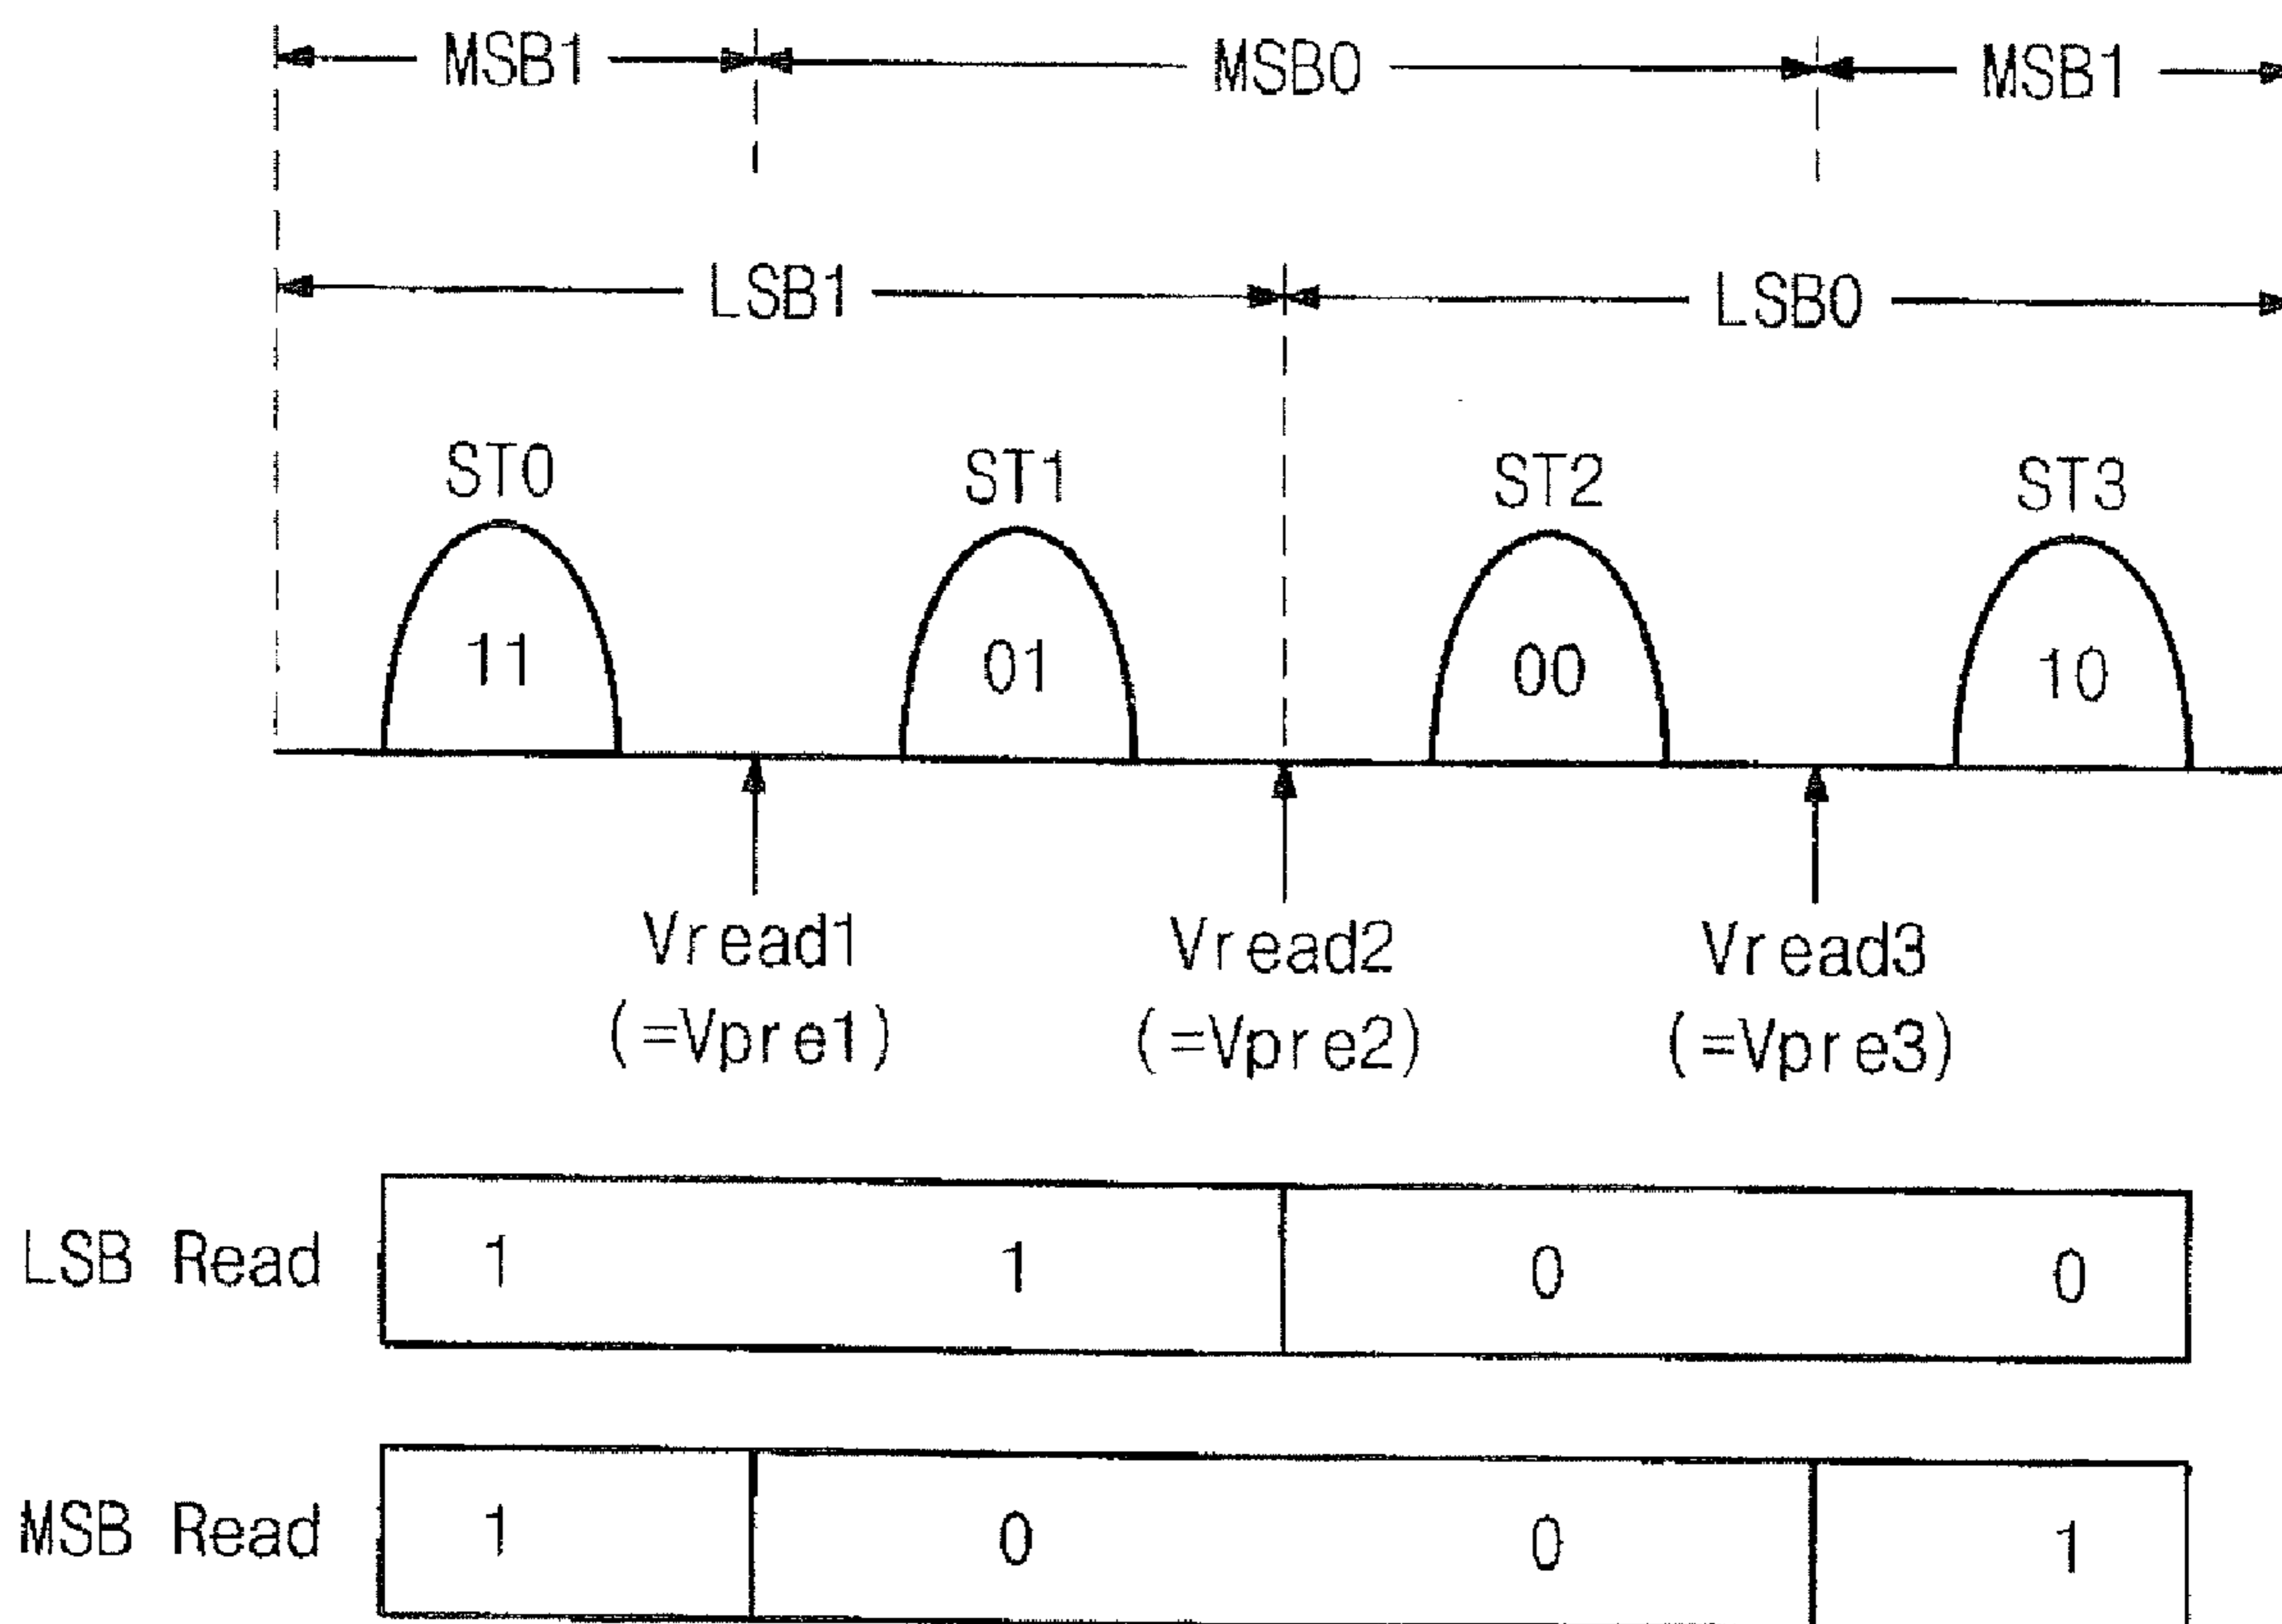 MSB1 MSB0 MSB1
LSB1 LSB0
ST0 ST1 ST2 ST3
11 01 00 10
Vread1 Vread2 Vread3
(=Vpre1) (=Vpre2) (=Vpre3)
LSB Read 1 1 0 0
MSB Read 1 0 0 1